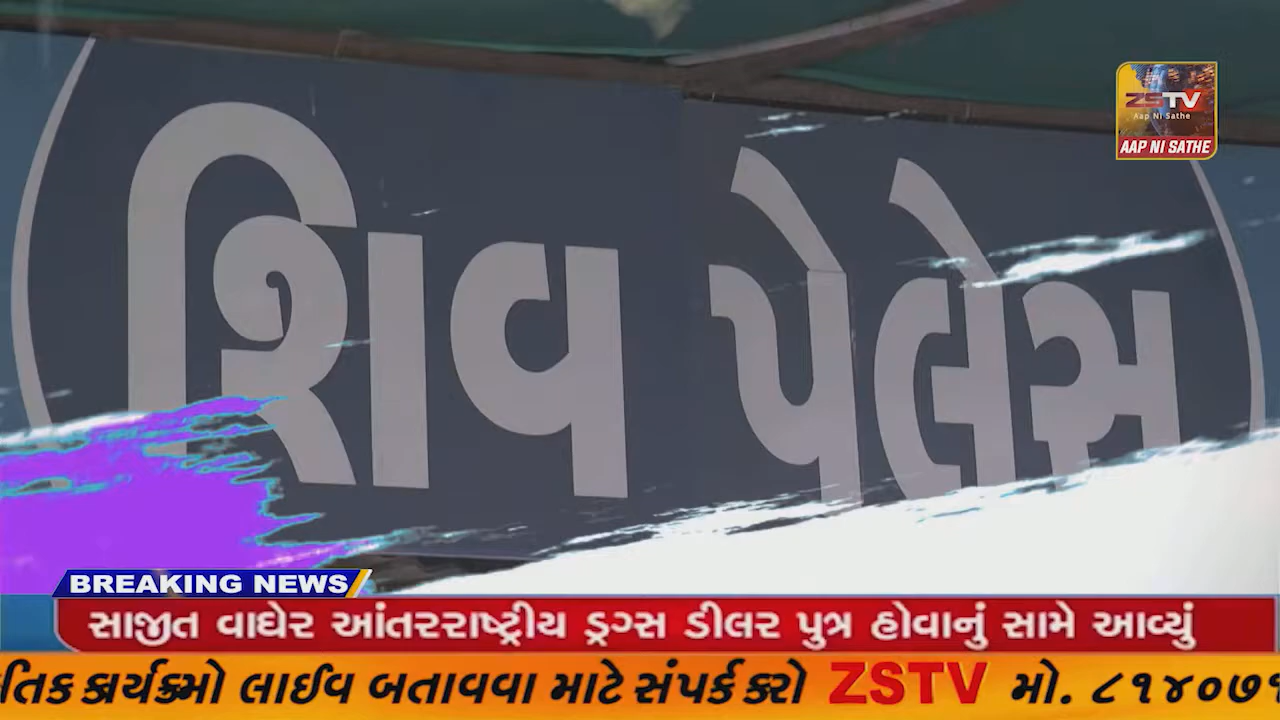 ZSTV
Aap Ni Sathe
AAP NI SATHE
શિવ પેલેસ
BREAKING NEWS
સાજીત વાઘેર આંતરરાષ્ટ્રીય ડ્રગ્સ ડીલર પુત્ર હોવાનું સામે આવ્યું
કાર્યક્રમો લાઈવ બતાવવા માટે સંપર્ક કરો ZSTV મો. ૮૧૪૦૭